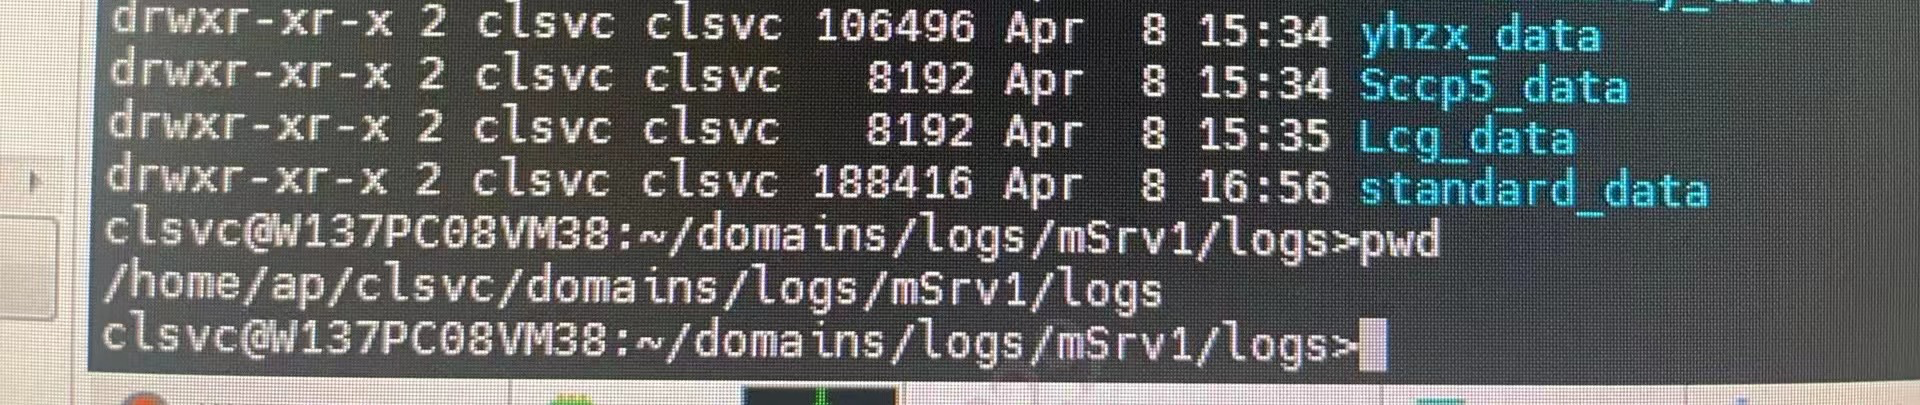 drwxr-xr-x 2 clsvc clsvc 106496 Apr  8 15:34 yhzx_data
drwxr-xr-x 2 clsvc clsvc   8192 Apr  8 15:34 Sccp5_data
drwxr-xr-x 2 clsvc clsvc   8192 Apr  8 15:35 Lcg_data
drwxr-xr-x 2 clsvc clsvc 188416 Apr  8 16:56 standard_data
clsvc@W137PC08VM38:~/domains/logs/mSrv1/logs>pwd
/home/ap/clsvc/domains/logs/mSrv1/logs
clsvc@W137PC08VM38:~/domains/logs/mSrv1/logs>